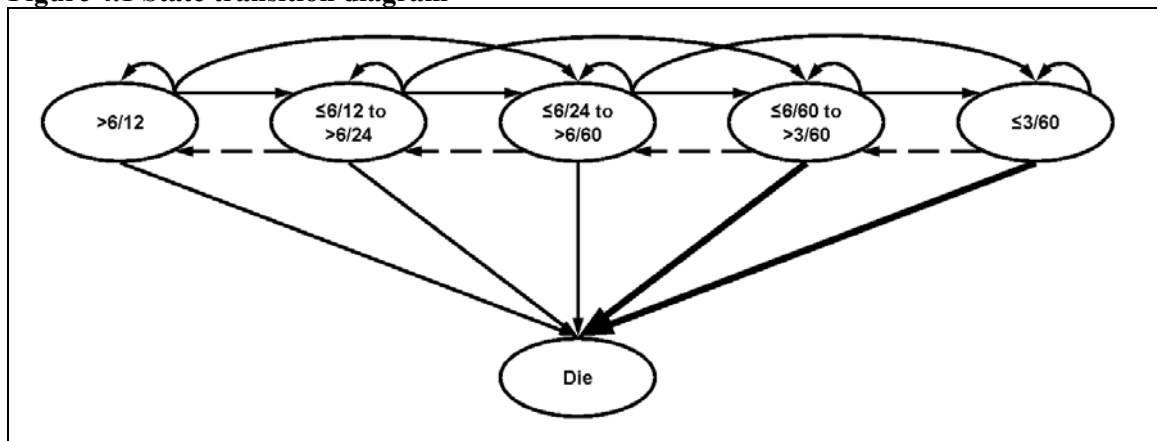 Figure 4.1 State transition diagram
>6/12
≤6/12 to
>6/24
≤6/24 to
>6/60
≤6/60 to
>3/60
≤3/60
Die